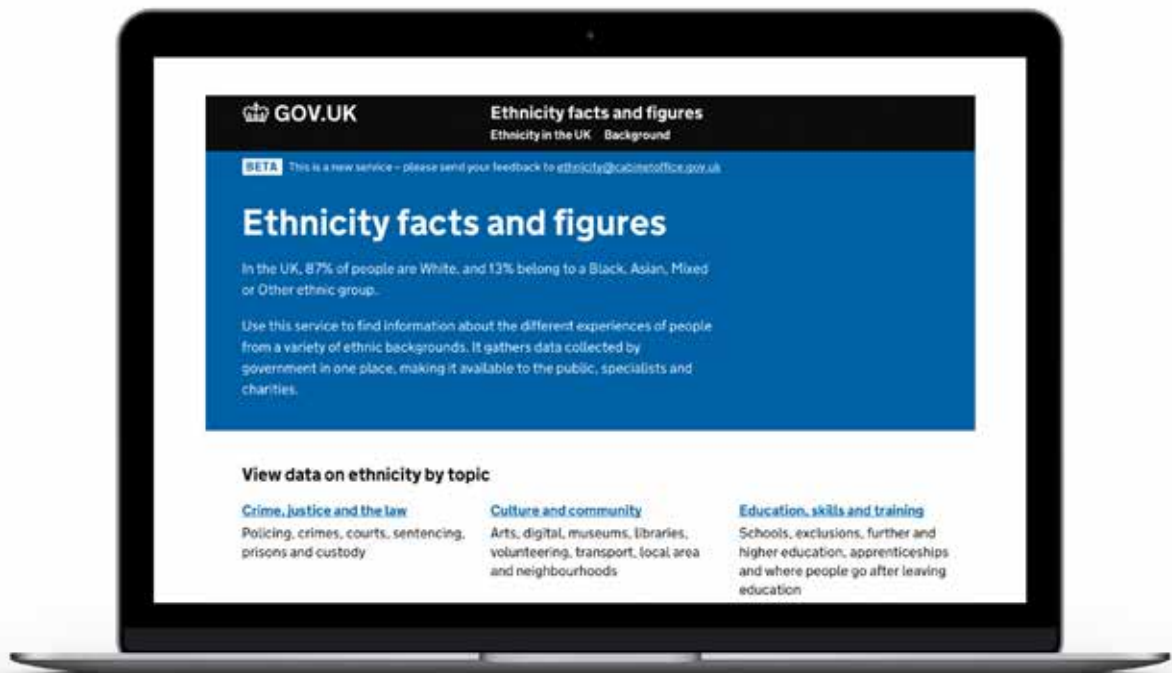 GOV.UK
Ethnicity facts and figures
Ethnicity in the UK Background
BETA This is a new service – please send your feedback to ethnicity@cabinetoffice.gov.uk
Ethnicity facts and figures
In the UK, 87% of people are White, and 13% belong to a Black, Asian, Mixed
or Other ethnic group.
Use this service to find information about the different experiences of people
from a variety of ethnic backgrounds. It gathers data collected by
government in one place, making it available to the public, specialists and
charities.
View data on ethnicity by topic
Crime, justice and the law
Policing, crimes, courts, sentencing,
prisons and custody
Culture and community
Arts, digital, museums, libraries,
volunteering, transport, local area
and neighbourhoods
Education, skills and training
Schools, exclusions, further and
higher education, apprenticeships
and where people go after leaving
education